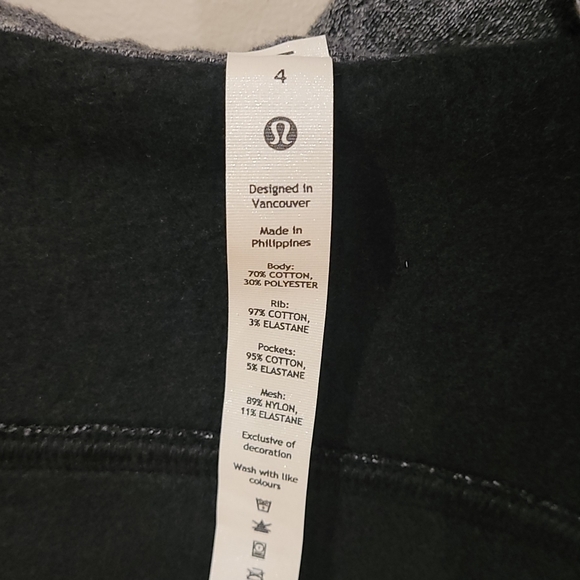 4
Designed in
Vancouver
Made in
Philippines
Body:
70% COTTON,
30% POLYESTER
Rib:
97% COTTON,
3% ELASTANE
Pockets:
95% COTTON,
5% ELASTANE
Mesh:
89% NYLON,
11% ELASTANE
Exclusive of
decoration
Wash with like
colours